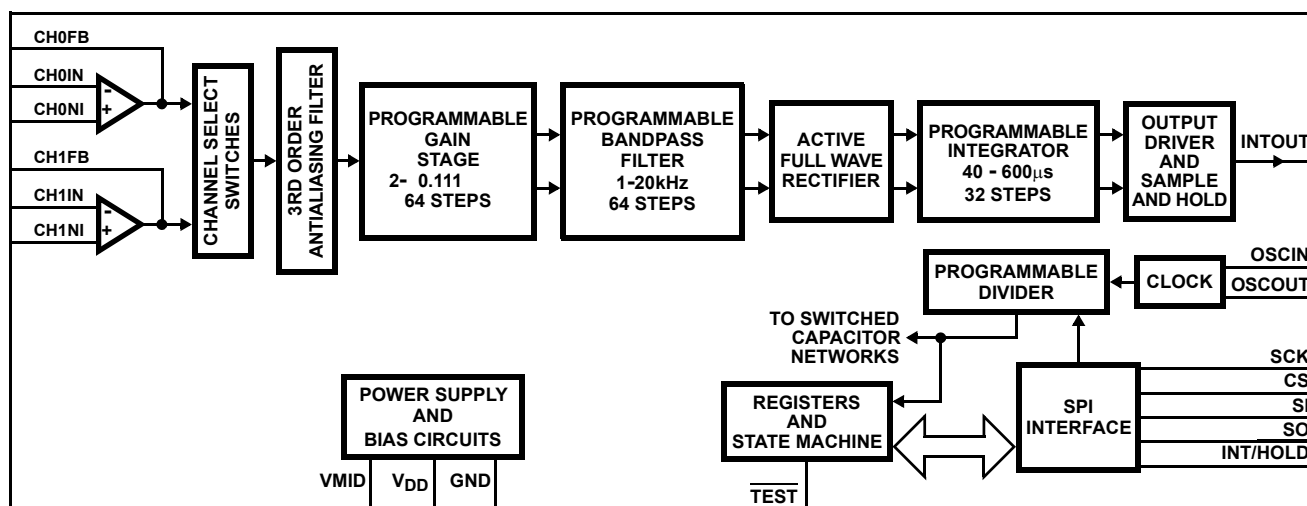 CH0FB
CH0IN
CH0NI
CH1FB
CH1IN
CH1NI
-
+
-
+
CHANNEL SELECT
SWITCHES
3RD ORDER
ANTIALIASING FILTER
PROGRAMMABLE
GAIN
STAGE
2- 0.111
64 STEPS
PROGRAMMABLE
BANDPASS
FILTER
1-20kHz
64 STEPS
ACTIVE
FULL WAVE
RECTIFIER
PROGRAMMABLE
INTEGRATOR
40 - 600μs
32 STEPS
OUTPUT
DRIVER
AND
SAMPLE
AND HOLD
INTOUT
PROGRAMMABLE
DIVIDER
CLOCK
OSCIN
OSCOUT
TO SWITCHED
CAPACITOR
NETWORKS
POWER SUPPLY
AND
BIAS CIRCUITS
VMID
VDD
GND
REGISTERS
AND
STATE MACHINE
TEST
SPI
INTERFACE
SCK
CS
SI
SO
INT/HOLD